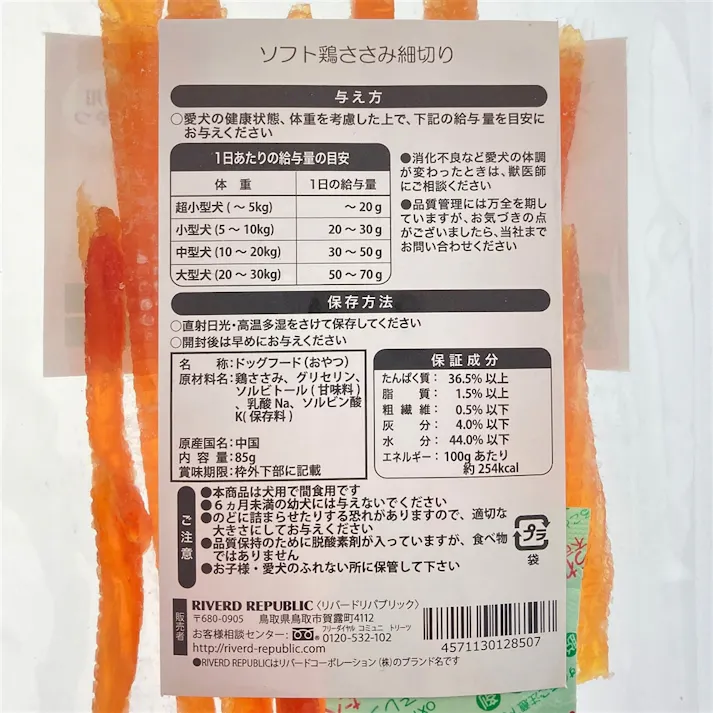 ソフト鶏ささみ細切り
与え方
○愛犬の健康状態、体重を考慮した上で、下記の給与量を目安に
お与えください
1日あたりの給与量の目安
体 重 1日の給与量
超小型犬(〜5kg) 〜20g
小型犬(5〜10kg) 20〜30g
中型犬(10〜20kg) 30〜50g
大型犬(20〜30kg) 50〜70g
●消化不良など愛犬の体調
が変わったときは、獣医師
にご相談ください
●品質管理には万全を期し
ていますが、お気づきの点
がございましたら、当社まで
お問い合わせください
保存方法
○直射日光・高温多湿をさけて保存してください
○開封後は早めにお与えください
名 称:ドッグフード(おやつ)
原材料名:鶏ささみ、グリセリン、
ソルビトール(甘味料)
、乳酸Na、ソルビン酸
K(保存料)
原産国名:中国
内容量:85g
賞味期限:枠外下部に記載
保証成分
たんぱく質: 36.5%以上
脂 質: 1.5%以上
粗繊維: 0.5%以下
灰 分: 4.0%以下
水 分: 44.0%以下
エネルギー: 100gあたり
約254kcal
ご注意
●本商品は犬用で間食用です
●6ヵ月未満の幼犬には与えないでください
●のどに詰まらせたりする恐れがありますので、適切な
大きさにしてお与えください
●品質保持のために脱酸素剤が入っていますが、食べ物
ではありません
●お子様・愛犬のふれない所に保管して下さい
プラ
袋
販売者
RIVERD REPUBLIC〈リバードリパブリック〉
〒680-0905 鳥取県鳥取市賀露町4112
フリーダイヤル コミュニ トリーツ
お客様相談センター: 0120-532-102
http://riverd-republic.com
●RIVERD REPUBLICはリバードコーポレーション(株)のブランド名です
4571130128507